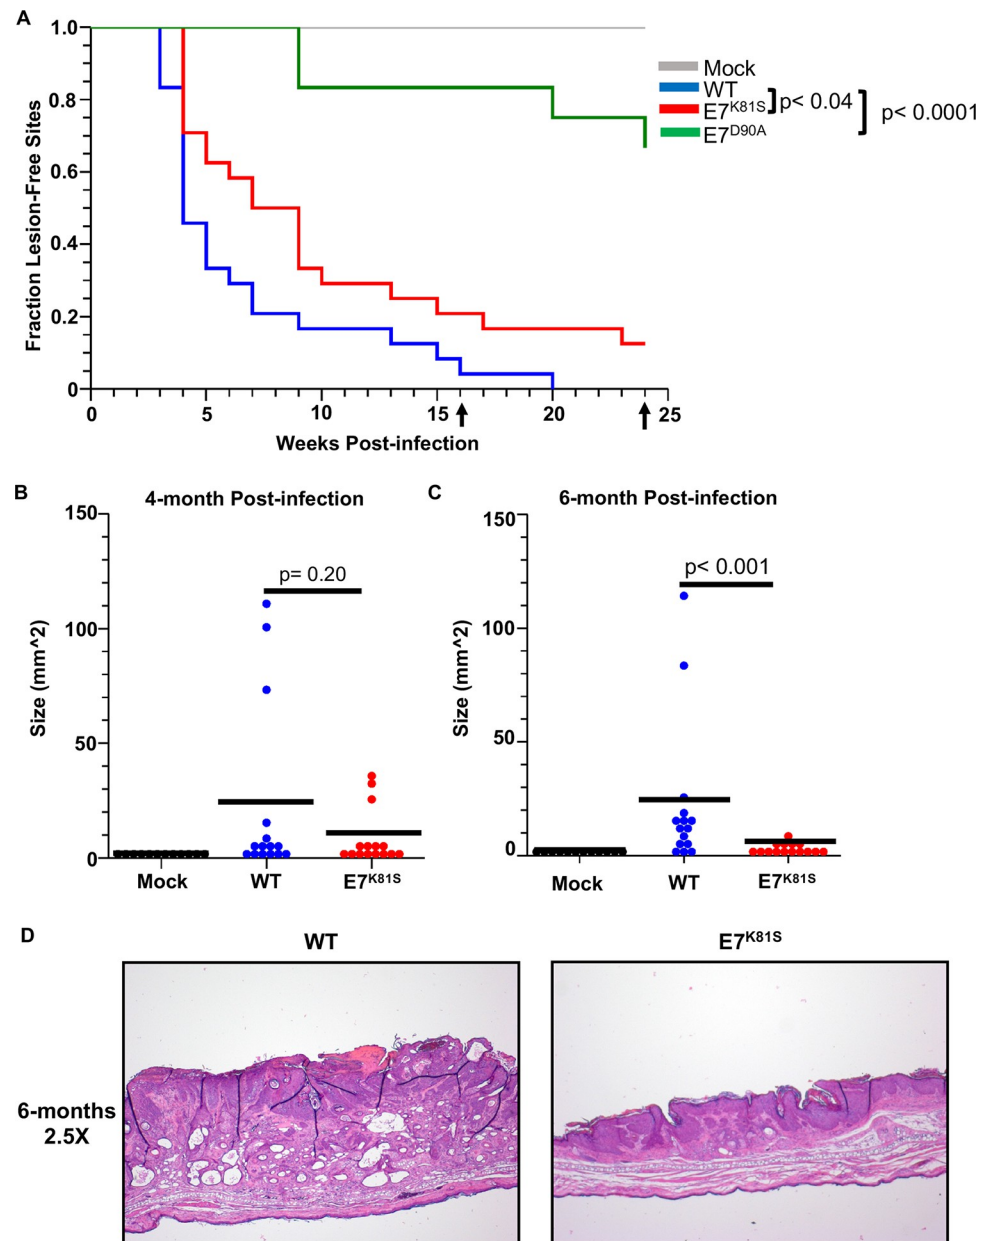 A
1.0
0.8
0.6
0.4
0.2
0
Fraction Lesion-Free Sites
0 5 10 15 20 25
Weeks Post-infection
Mock
WT
E7K81S
E7D90A
p< 0.04
p< 0.0001
B
4-month Post-infection
150
100
50
0
Size (mm^2)
p= 0.20
Mock WT E7K81S
C
6-month Post-infection
150
100
50
0
Size (mm^2)
p< 0.001
Mock WT E7K81S
D
WT E7K81S
6-months
2.5X